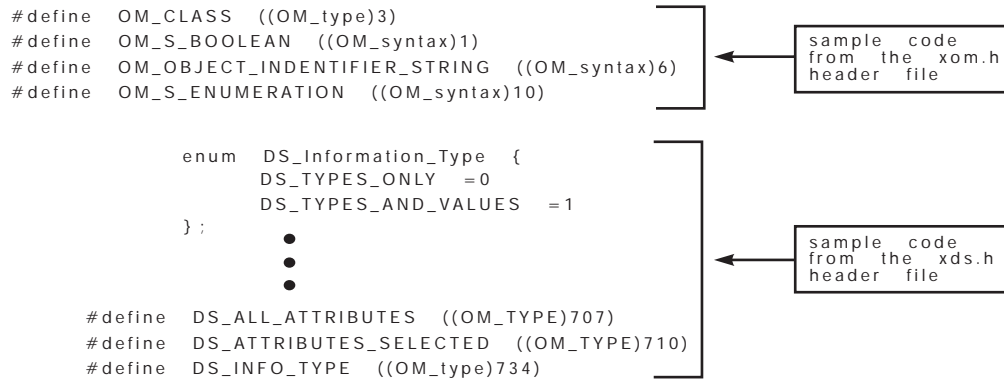 #define OM_CLASS ((OM_type)3)
#define OM_S_BOOLEAN ((OM_syntax)1)
#define OM_OBJECT_INDENTIFIER_STRING ((OM_syntax)6)
#define OM_S_ENUMERATION ((OM_syntax)10)
sample code
from the xom.h
header file
enum DS_Information_Type {
DS_TYPES_ONLY =0
DS_TYPES_AND_VALUES =1
};
sample code
from the xds.h
header file
#define DS_ALL_ATTRIBUTES ((OM_TYPE)707)
#define DS_ATTRIBUTES_SELECTED ((OM_TYPE)710)
#define DS_INFO_TYPE ((OM_type)734)